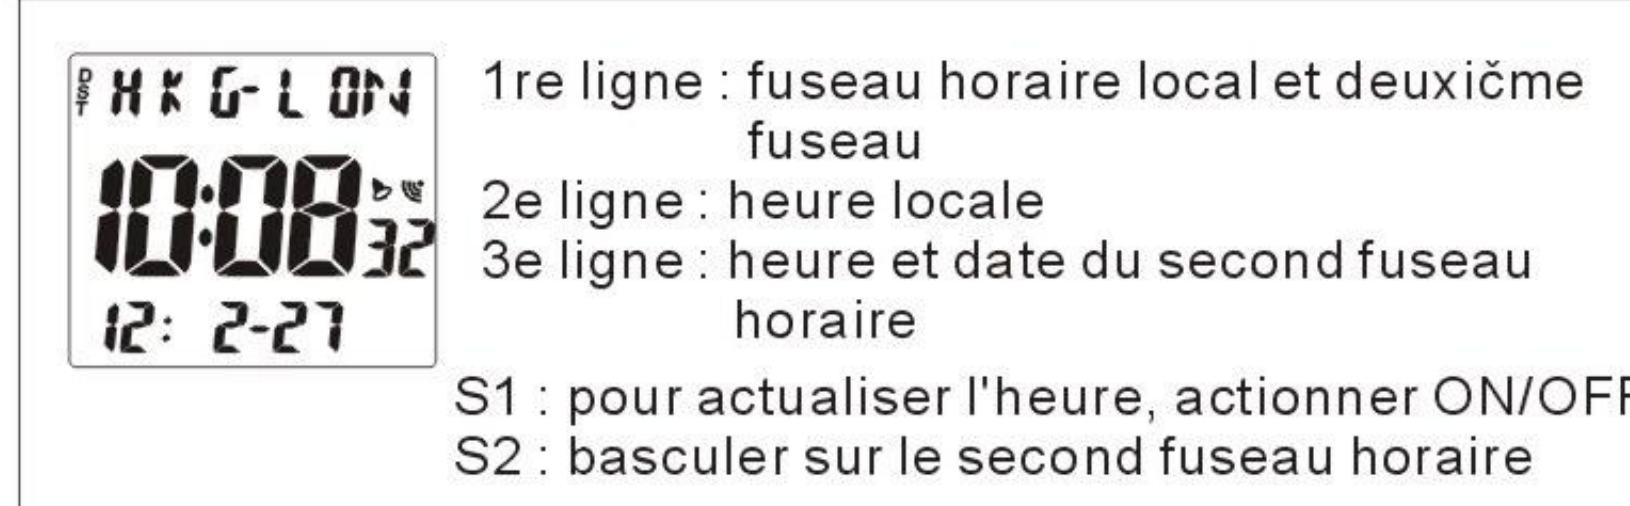 DST HKG-LON
10:08 32
12: 2-27
1re ligne : fuseau horaire local et deuxičme
fuseau
2e ligne : heure locale
3e ligne : heure et date du second fuseau
horaire
S1 : pour actualiser l'heure, actionner ON/OFF
S2 : basculer sur le second fuseau horaire